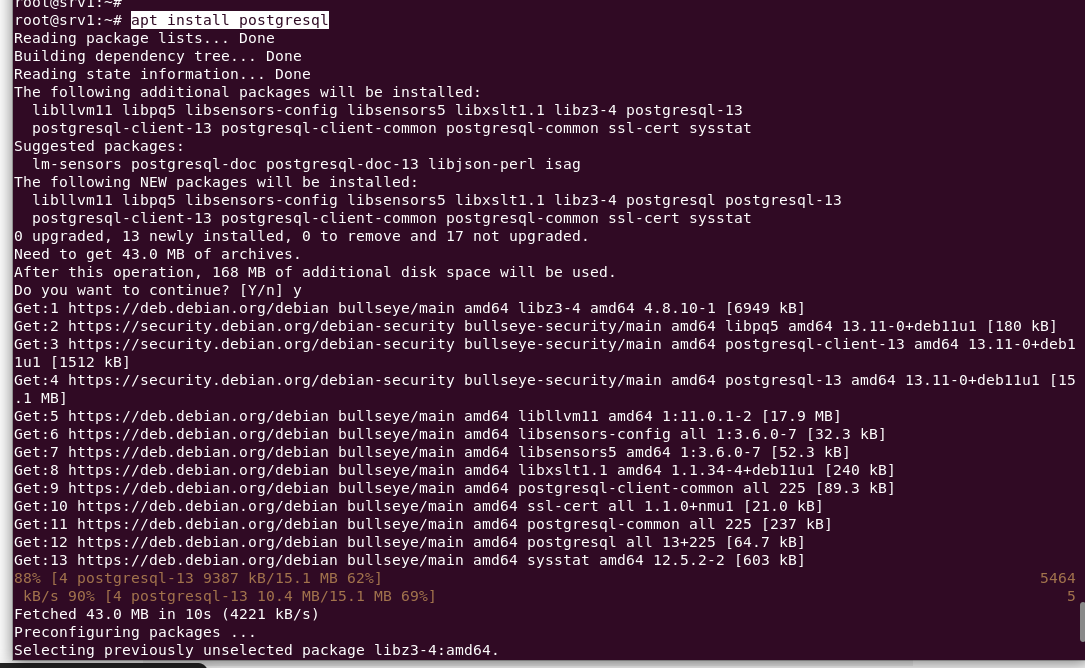 root@srv1:~#
root@srv1:~# apt install postgresql
Reading package lists... Done
Building dependency tree... Done
Reading state information... Done
The following additional packages will be installed:
  libllvm11 libpq5 libsensors-config libsensors5 libxslt1.1 libz3-4 postgresql-13
  postgresql-client-13 postgresql-client-common postgresql-common ssl-cert sysstat
Suggested packages:
  lm-sensors postgresql-doc postgresql-doc-13 libjson-perl isag
The following NEW packages will be installed:
  libllvm11 libpq5 libsensors-config libsensors5 libxslt1.1 libz3-4 postgresql postgresql-13
  postgresql-client-13 postgresql-client-common postgresql-common ssl-cert sysstat
0 upgraded, 13 newly installed, 0 to remove and 17 not upgraded.
Need to get 43.0 MB of archives.
After this operation, 168 MB of additional disk space will be used.
Do you want to continue? [Y/n] y
Get:1 https://deb.debian.org/debian bullseye/main amd64 libz3-4 amd64 4.8.10-1 [6949 kB]
Get:2 https://security.debian.org/debian-security bullseye-security/main amd64 libpq5 amd64 13.11-0+deb11u1 [180 kB]
Get:3 https://security.debian.org/debian-security bullseye-security/main amd64 postgresql-client-13 amd64 13.11-0+deb1
1u1 [1512 kB]
Get:4 https://security.debian.org/debian-security bullseye-security/main amd64 postgresql-13 amd64 13.11-0+deb11u1 [15
.1 MB]
Get:5 https://deb.debian.org/debian bullseye/main amd64 libllvm11 amd64 1:11.0.1-2 [17.9 MB]
Get:6 https://deb.debian.org/debian bullseye/main amd64 libsensors-config all 1:3.6.0-7 [32.3 kB]
Get:7 https://deb.debian.org/debian bullseye/main amd64 libsensors5 amd64 1:3.6.0-7 [52.3 kB]
Get:8 https://deb.debian.org/debian bullseye/main amd64 libxslt1.1 amd64 1.1.34-4+deb11u1 [240 kB]
Get:9 https://deb.debian.org/debian bullseye/main amd64 postgresql-client-common all 225 [89.3 kB]
Get:10 https://deb.debian.org/debian bullseye/main amd64 ssl-cert all 1.1.0+nmu1 [21.0 kB]
Get:11 https://deb.debian.org/debian bullseye/main amd64 postgresql-common all 225 [237 kB]
Get:12 https://deb.debian.org/debian bullseye/main amd64 postgresql all 13+225 [64.7 kB]
Get:13 https://deb.debian.org/debian bullseye/main amd64 sysstat amd64 12.5.2-2 [603 kB]
88% [4 postgresql-13 9387 kB/15.1 MB 62%] 5464
 kB/s 90% [4 postgresql-13 10.4 MB/15.1 MB 69%] 5
Fetched 43.0 MB in 10s (4221 kB/s)
Preconfiguring packages ...
Selecting previously unselected package libz3-4:amd64.